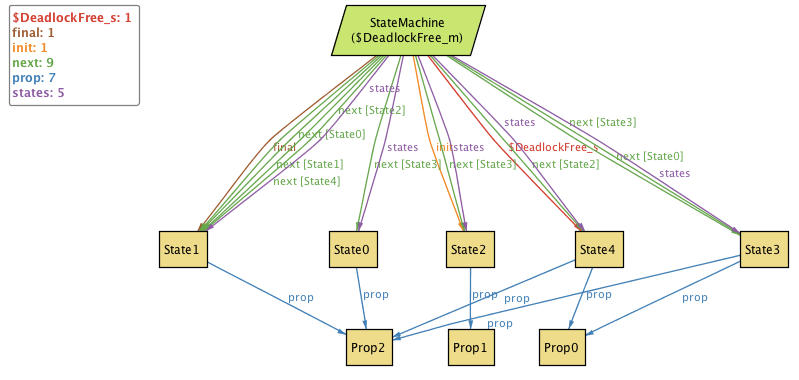 $DeadlockFree_s: 1
final: 1
init: 1
next: 9
prop: 7
states: 5
StateMachine
($DeadlockFree_m)
states
next [State2]
next [State3]
next [State0]
states
final
states
init
states
$DeadlockFree_s
next [State0]
next [State1]
next [State3]
next [State3]
next [State2]
states
next [State4]
State1
State0
State2
State4
State3
prop
prop
prop
prop
prop
prop
prop
Prop2
Prop1
Prop0